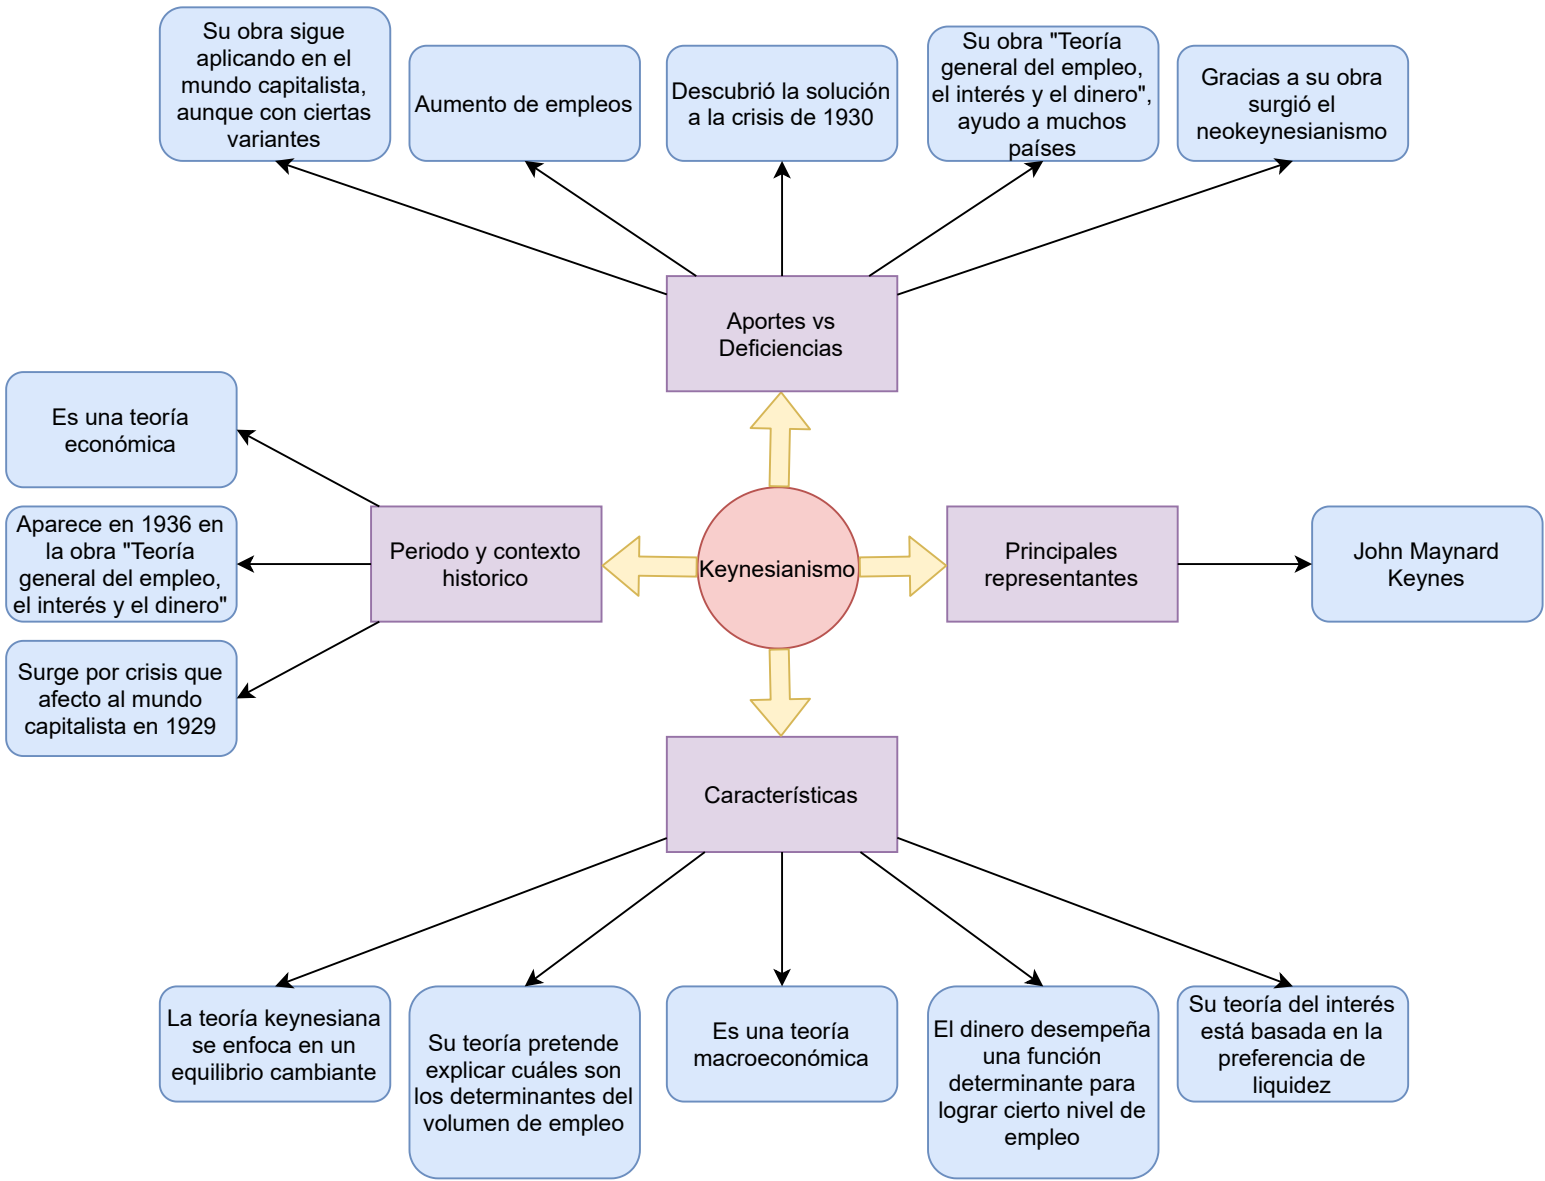 Su obra sigue
aplicando en el
mundo capitalista,
aunque con ciertas
variantes
Aumento de empleos
Descubrió la solución
a la crisis de 1930
Su obra "Teoría
general del empleo,
el interés y el dinero",
ayudo a muchos
países
Gracias a su obra
surgió el
neokeynesianismo
Aportes vs
Deficiencias
Es una teoría
económica
Aparece en 1936 en
la obra "Teoría
general del empleo,
el interés y el dinero"
Surge por crisis que
afecto al mundo
capitalista en 1929
Periodo y contexto
historico
Keynesianismo
Principales
representantes
John Maynard
Keynes
Características
La teoría keynesiana
se enfoca en un
equilibrio cambiante
Su teoría pretende
explicar cuáles son
los determinantes del
volumen de empleo
Es una teoría
macroeconómica
El dinero desempeña
una función
determinante para
lograr cierto nivel de
empleo
Su teoría del interés
está basada en la
preferencia de
liquidez